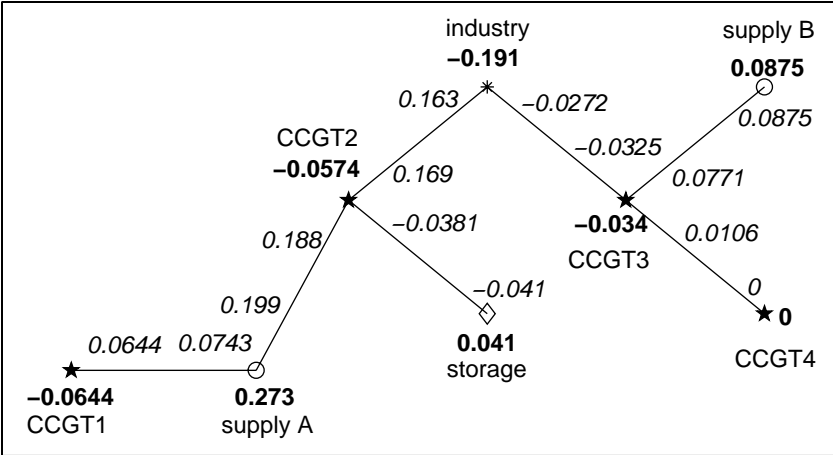 industry
−0.191
supply B
0.0875
0.163
−0.0272
0.0875
CCGT2
−0.0574
−0.0325
0.169
0.0771
−0.0381
−0.034
0.0106
0.188
CCGT3
0.199
−0.041
0
0
0.0644
0.0743
0.041
storage
CCGT4
−0.0644
CCGT1
0.273
supply A